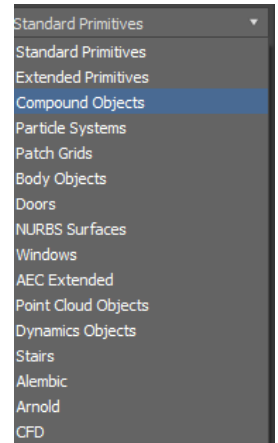 Standard Primitives
Standard Primitives
Extended Primitives
Compound Objects
Particle Systems
Patch Grids
Body Objects
Doors
NURBS Surfaces
Windows
AEC Extended
Point Cloud Objects
Dynamics Objects
Stairs
Alembic
Arnold
CFD